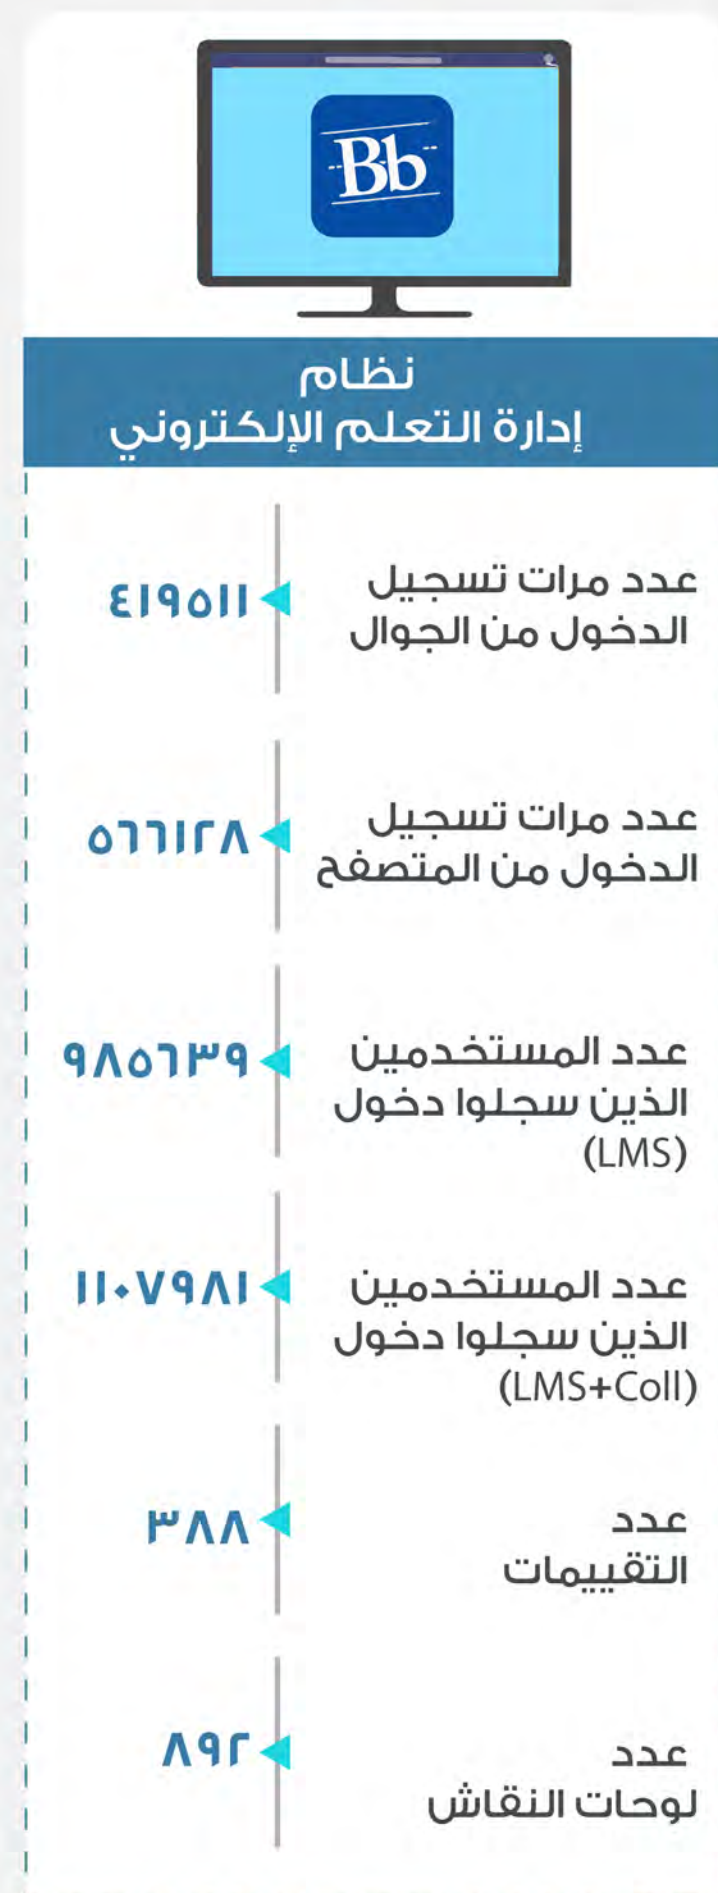 Bb
نظام
إدارة التعلم الإلكتروني
عدد مرات تسجيل
الدخول من الجوال
٤١٩٥١١
عدد مرات تسجيل
الدخول من المتصفح
٥٦٦١٢٨
عدد المستخدمين
الذين سجلوا دخول
(LMS)
٩٨٥٦٣٩
عدد المستخدمين
الذين سجلوا دخول
(LMS+Coll)
١١٠٧٩٨١
عدد
التقييمات
٣٨٨
عدد
لوحات النقاش
٨٩٢